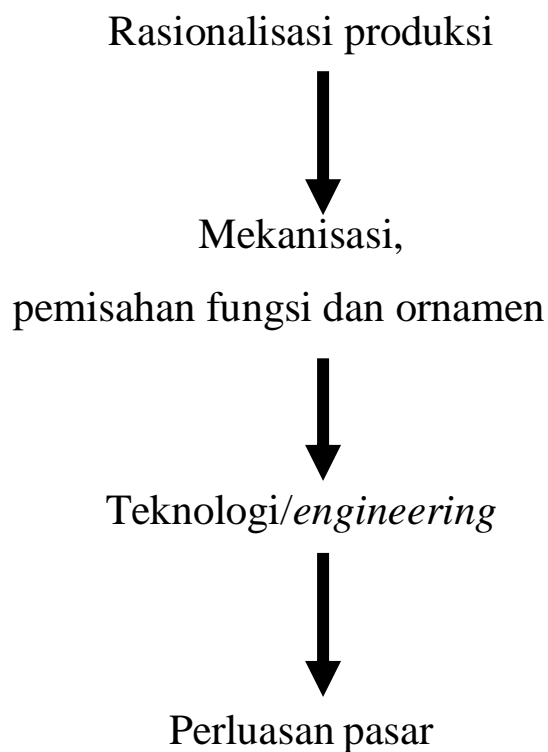 Rasionalisasi produksi
Mekanisasi,
pemisahan fungsi dan ornamen
Teknologi/engineering
Perluasan pasar